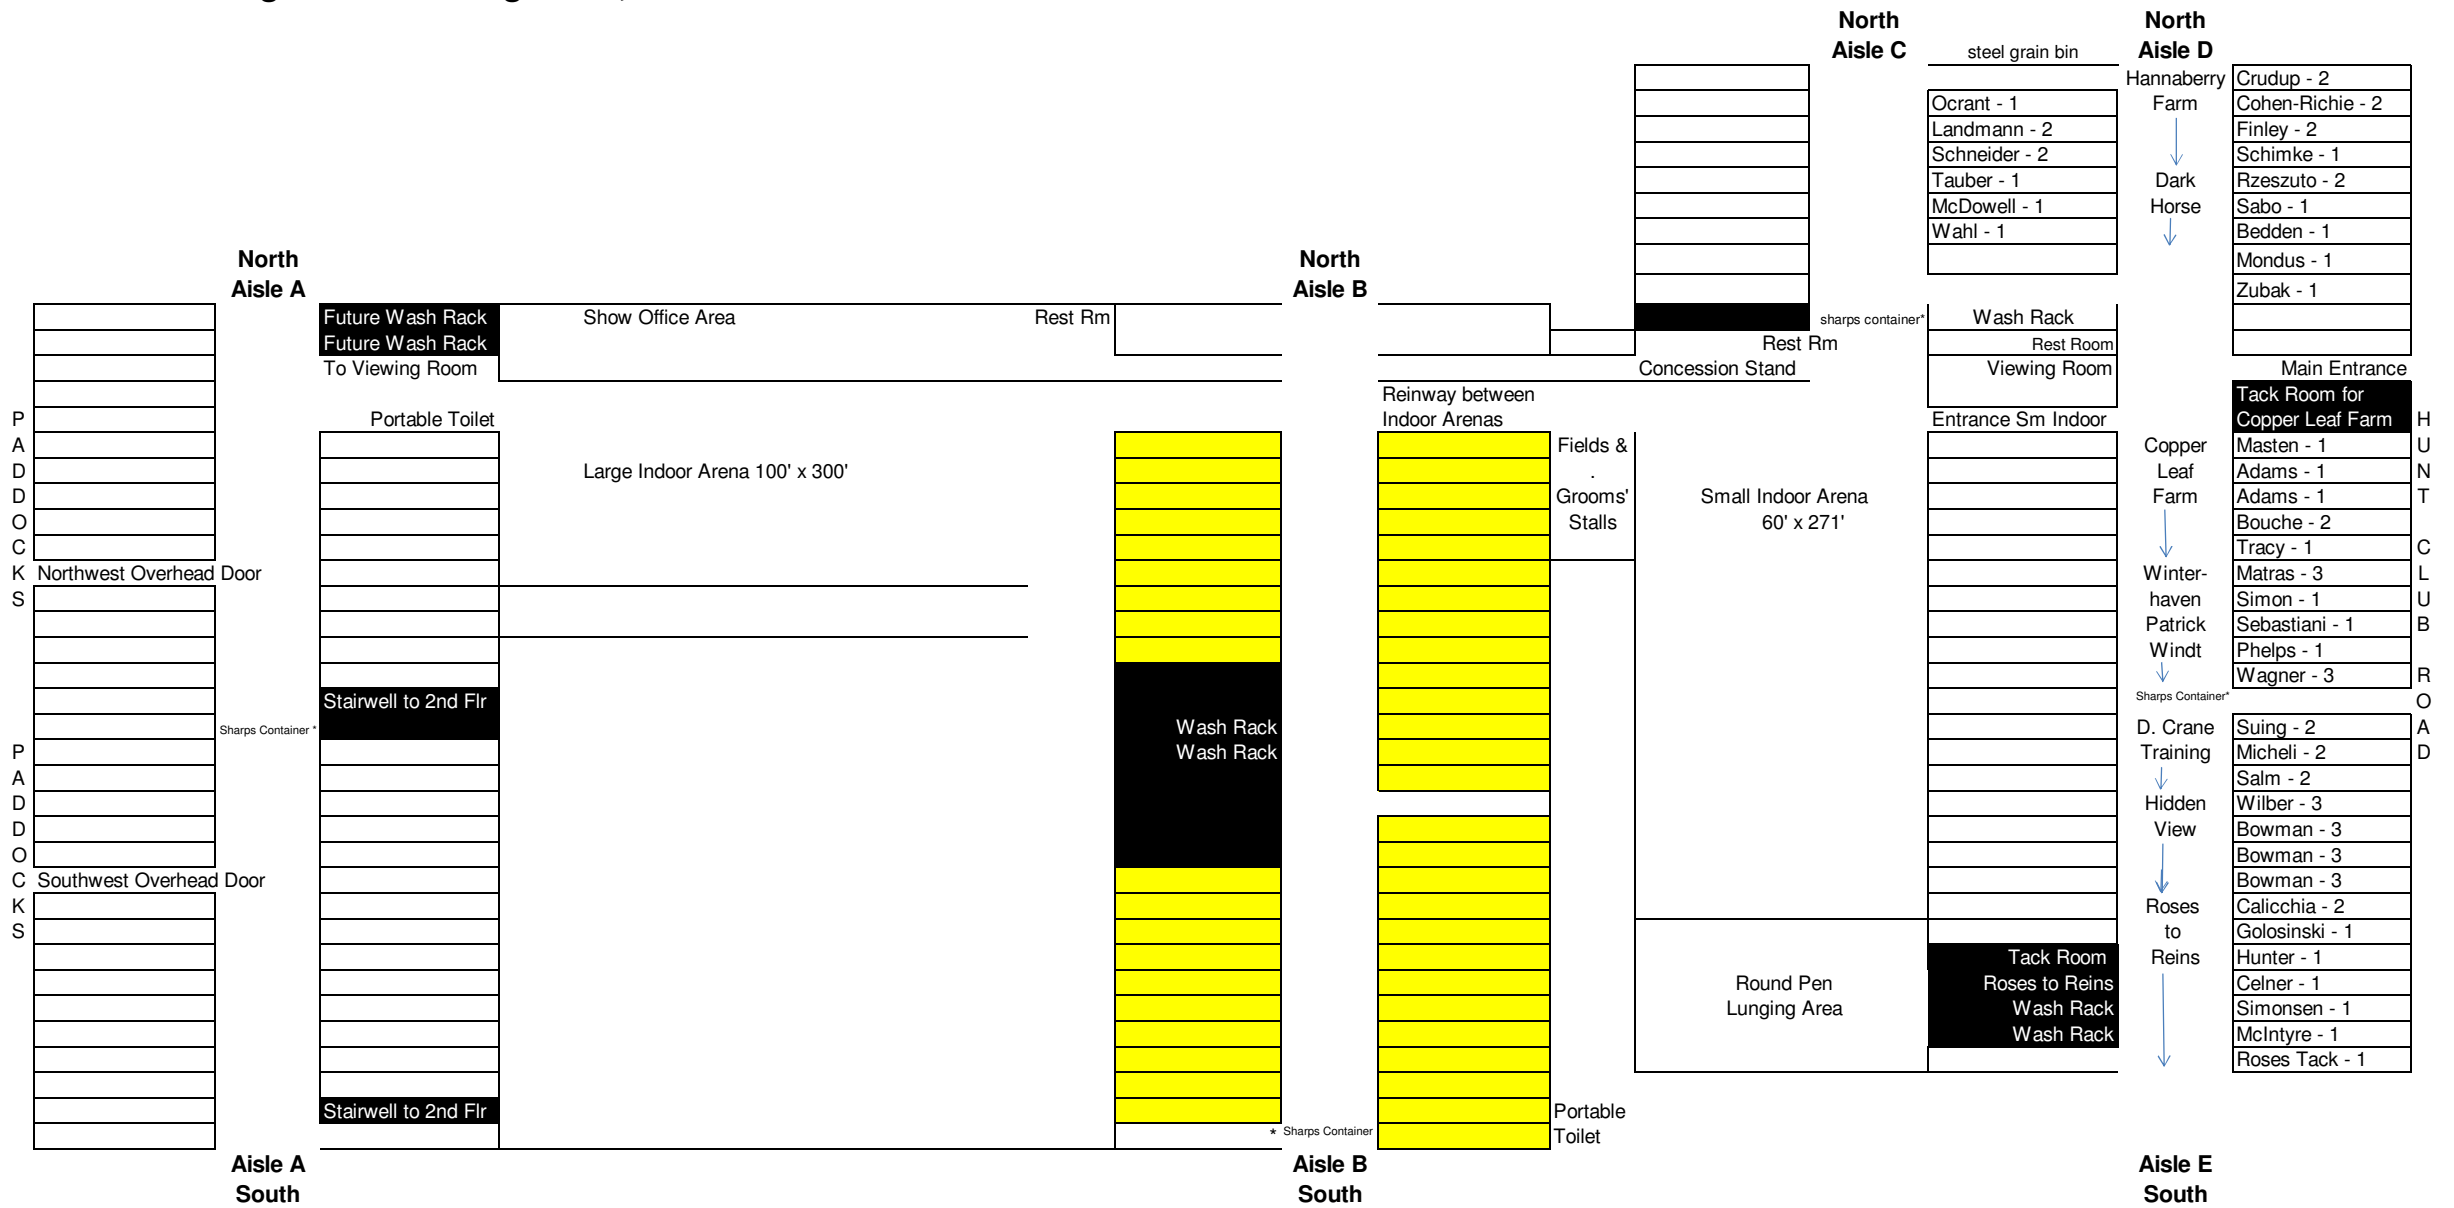 North
Aisle C
steel grain bin
North
Aisle D
Hannaberry
Farm
Dark
Horse
Crudup - 2
Cohen-Richie - 2
Finley - 2
Schimke - 1
Rzeszuto - 2
Sabo - 1
Bedden - 1
Mondus - 1
Zubak - 1
Ocrant - 1
Landmann - 2
Schneider - 2
Tauber - 1
McDowell - 1
Wahl - 1
North
Aisle A
North
Aisle B
Future Wash Rack
Future Wash Rack
To Viewing Room
Show Office Area
Rest Rm
sharps container*
Wash Rack
Rest Rm
Rest Room
Concession Stand
Viewing Room
Main Entrance
Reinway between
Indoor Arenas
Portable Toilet
Entrance Sm Indoor
Tack Room for
Copper Leaf Farm
PADDOCKS
PADDOCKS
Large Indoor Arena 100' x 300'
Fields &
.
Grooms'
Stalls
Small Indoor Arena
60' x 271'
Copper
Leaf
Farm
Winter-
haven
Patrick
Windt
Masten - 1
Adams - 1
Adams - 1
Bouche - 2
Tracy - 1
Matras - 3
Simon - 1
Sebastiani - 1
Phelps - 1
Wagner - 3
HUNT CLUB ROAD
Northwest Overhead Door
Stairwell to 2nd Flr
Sharps Container *
Wash Rack
Wash Rack
Sharps Container*
D. Crane
Training
Hidden
View
Roses
to
Reins
Suing - 2
Micheli - 2
Salm - 2
Wilber - 3
Bowman - 3
Bowman - 3
Bowman - 3
Calicchia - 2
Golosinski - 1
Hunter - 1
Celner - 1
Simonsen - 1
McIntyre - 1
Roses Tack - 1
Southwest Overhead Door
Round Pen
Lunging Area
Tack Room
Roses to Reins
Wash Rack
Wash Rack
Stairwell to 2nd Flr
* Sharps Container
Portable
Toilet
Aisle A
South
Aisle B
South
Aisle E
South